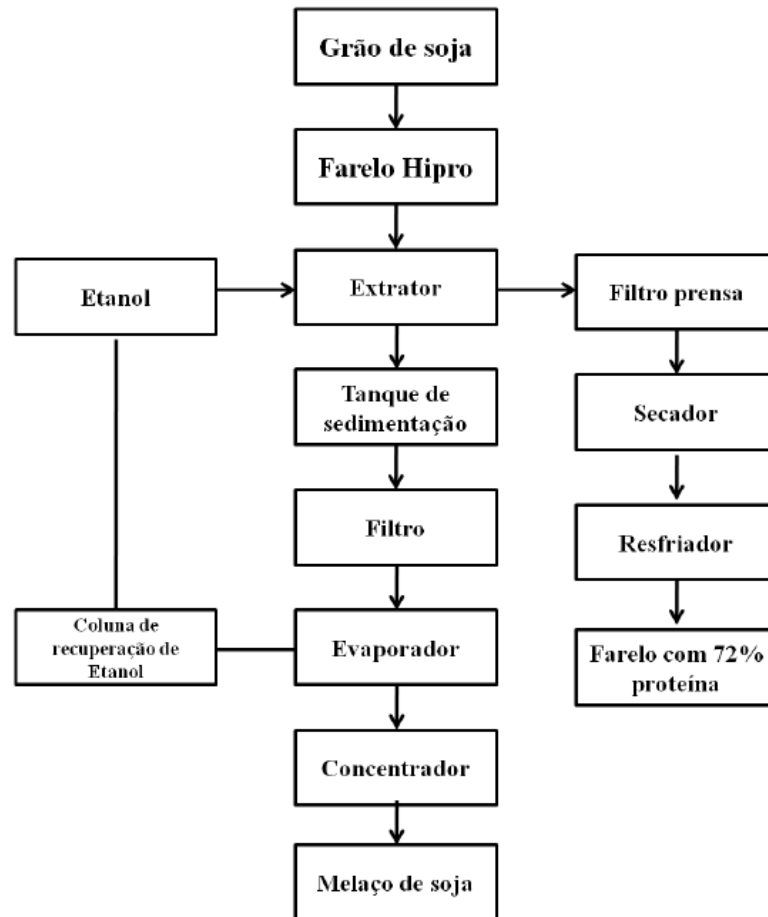 Grão de soja
Farelo Hipro
Etanol
Extrator
Filtro prensa
Tanque de
sedimentação
Secador
Filtro
Resfriador
Coluna de
recuperação de
Etanol
Evaporador
Farelo com 72%
proteína
Concentrador
Melaço de soja